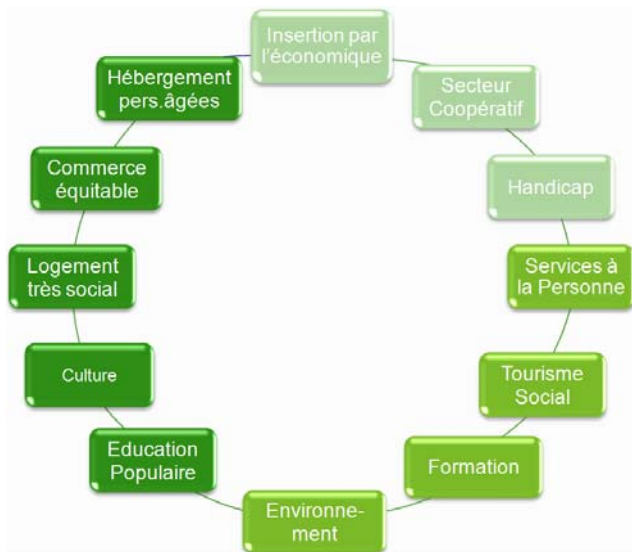 Insertion par
l'économique
Secteur
Coopératif
Handicap
Services à
la Personne
Tourisme
Social
Formation
Environne-
ment
Education
Populaire
Culture
Logement
très social
Commerce
équitable
Hébergement
pers.âgées